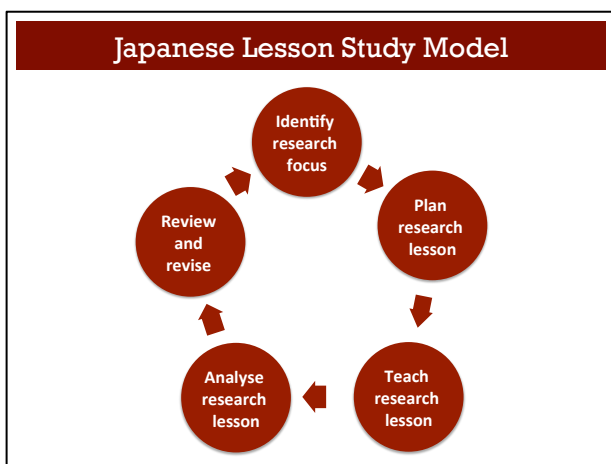 Japanese Lesson Study Model
Identify
research
focus
Plan
research
lesson
Teach
research
lesson
Analyse
research
lesson
Review
and
revise